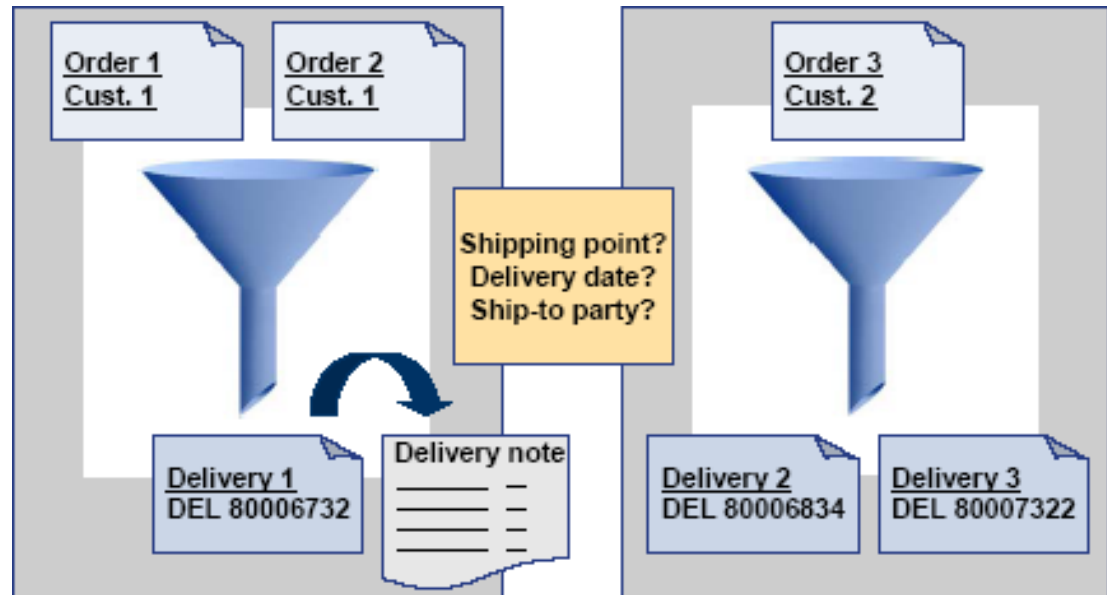 Order 1
Cust. 1
Order 2
Cust. 1
Order 3
Cust. 2
Shipping point?
Delivery date?
Ship-to party?
Delivery 1
DEL 80006732
Delivery note
Delivery 2
DEL 80006834
Delivery 3
DEL 80007322